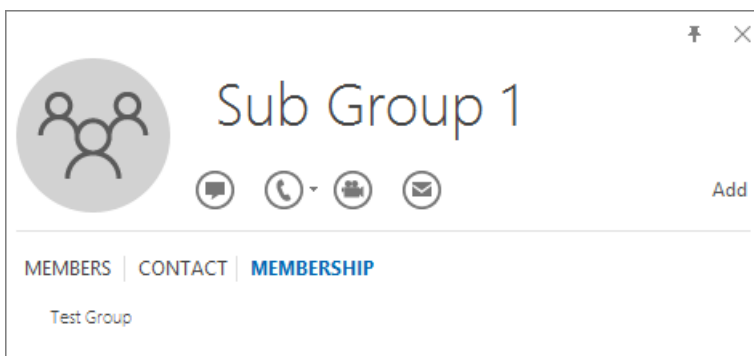 Sub Group 1
Add
MEMBERS CONTACT MEMBERSHIP
Test Group